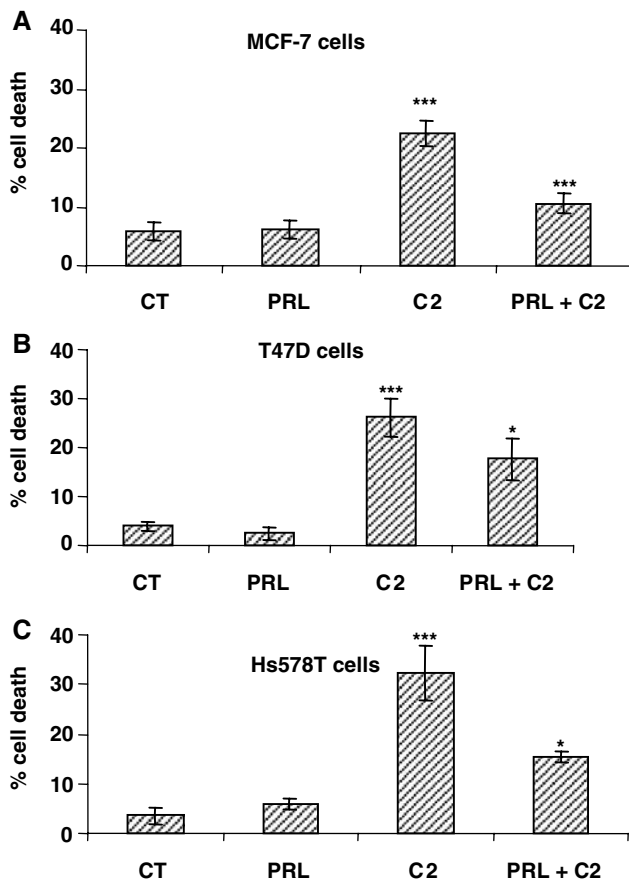 A
MCF-7 cells
% cell death
40
30
20
10
0
***
***
CT PRL C2 PRL + C2
B
T47D cells
% cell death
40
30
20
10
0
***
*
CT PRL C2 PRL + C2
C
Hs578T cells
% cell death
40
30
20
10
0
***
*
CT PRL C2 PRL + C2